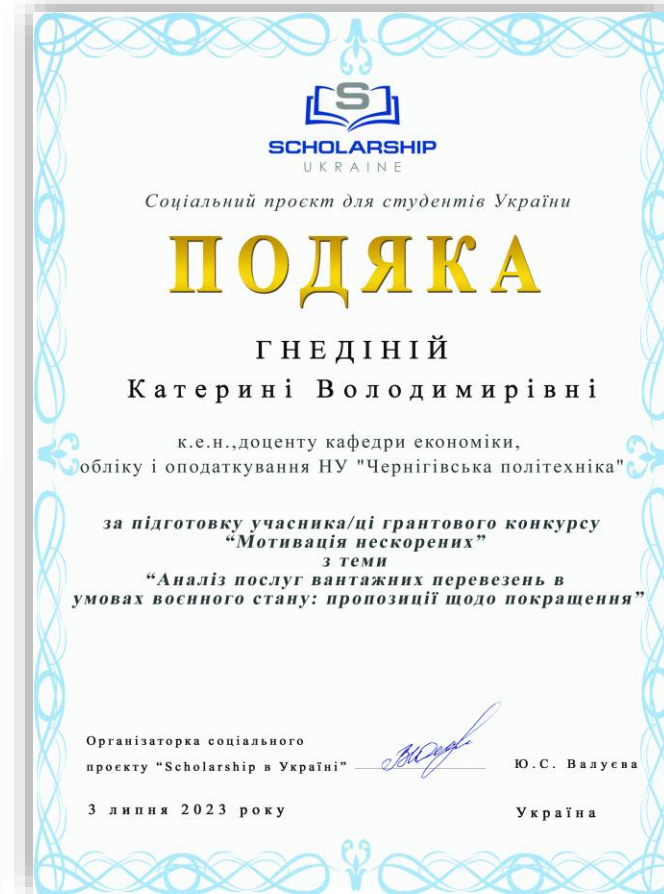 S
SCHOLARSHIP
UKRAINE
Соціальний проєкт для студентів України
ПОДЯКА
ГНЕДІНІЙ
Катерині Володимирівні
к.е.н.,доценту кафедри економіки,
обліку і оподаткування НУ "Чернігівська політехніка"
за підготовку учасника/ці грантового конкурсу
“Мотивація нескорених”
з теми
“Аналіз послуг вантажних перевезень в
умовах воєнного стану: пропозиції щодо покращення”
Організаторка соціального
проєкту “Scholarship в Україні” Ю.С. Валуєва
3 липня 2023 року Україна